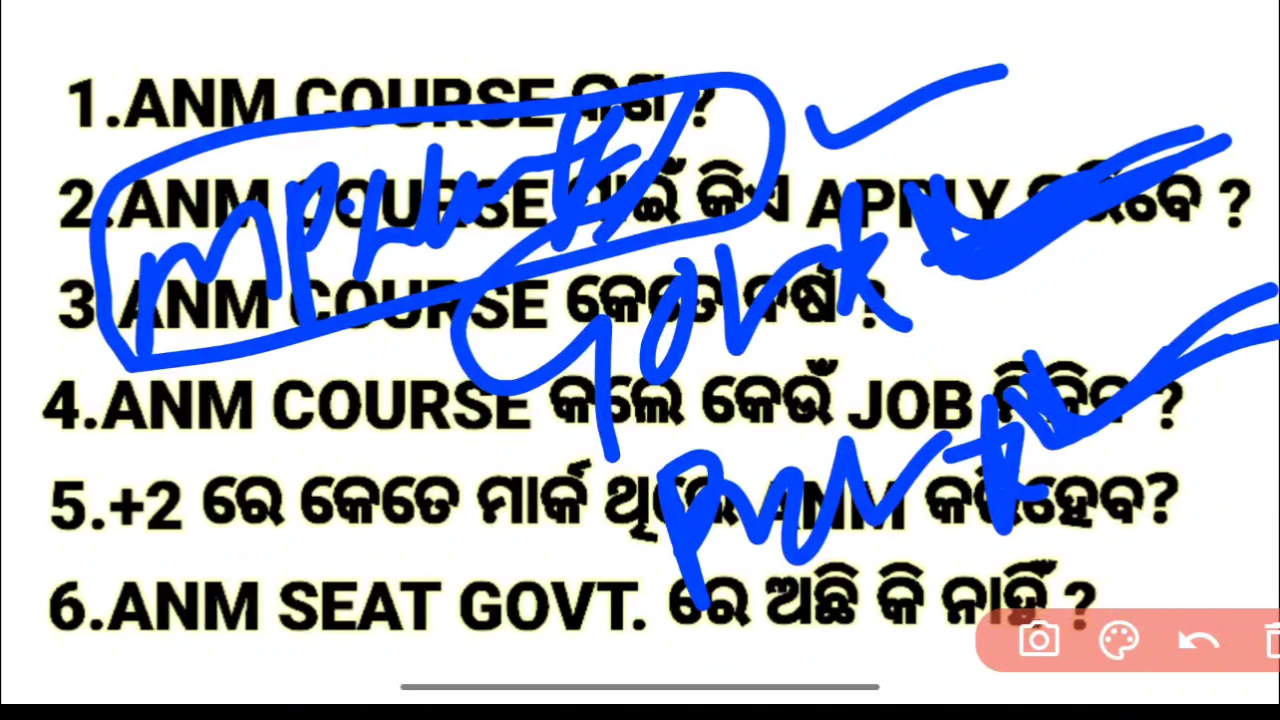 1.ANM COURSE କଣ ?
2.ANM COURSE ପାଇଁ କିଏ APPLY କରିବେ ?
3.ANM COURSE କେତେ ବର୍ଷ ?
4.ANM COURSE କଲେ କେଉଁ JOB ମିଳିବ ?
5.+2 ରେ କେତେ ମାର୍କ ଥିଲେ ANM କରିହେବ?
6.ANM SEAT GOVT. ରେ ଅଛି କି ନାହିଁ ?
Govt